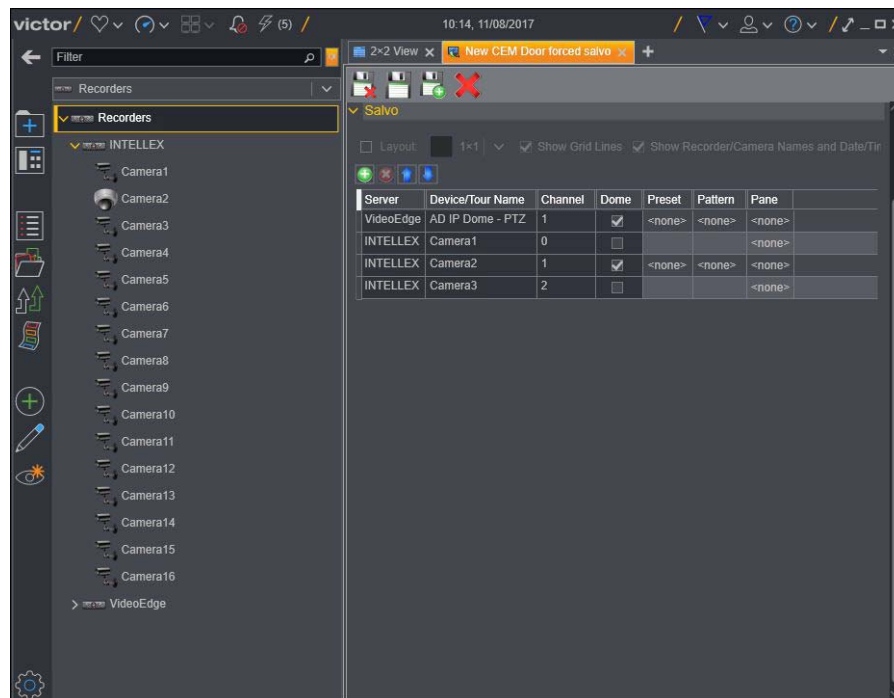 victor
(5)
10:14, 11/08/2017
Filter
Recorders
Recorders
INTELLEX
Camera1
Camera2
Camera3
Camera4
Camera5
Camera6
Camera7
Camera8
Camera9
Camera10
Camera11
Camera12
Camera13
Camera14
Camera15
Camera16
VideoEdge
2×2 View
New CEM Door forced salvo
Salvo
Layout: 1×1 Show Grid Lines Show Recorder/Camera Names and Date/Tir
Server Device/Tour Name Channel Dome Preset Pattern Pane
VideoEdge AD IP Dome - PTZ 1 <none> <none> <none>
INTELLEX Camera1 0 <none>
INTELLEX Camera2 1 <none> <none> <none>
INTELLEX Camera3 2 <none>